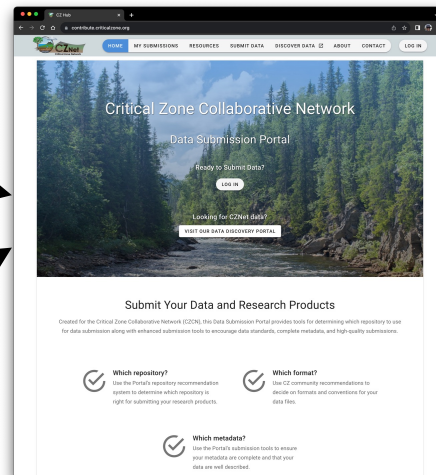 CZ Hub
contribute.criticalzone.org
CZNet
HOME MY SUBMISSIONS RESOURCES SUBMIT DATA DISCOVER DATA ABOUT CONTACT LOG IN
Critical Zone Collaborative Network
Data Submission Portal
Ready to Submit Data?
LOG IN
Looking for CZNet data?
VISIT OUR DATA DISCOVERY PORTAL
Submit Your Data and Research Products
Created for the Critical Zone Collaborative Network (CZCN), this Data Submission Portal provides tools for determining which repository to use
for data submission along with enhanced submission tools to encourage data standards, complete metadata, and high-quality submissions.
Which repository?
Use the Portal's repository recommendation
system to determine which repository is
right for submitting your research products.
Which format?
Use CZ community recommendations to
decide on formats and conventions for your
data files.
Which metadata?
Use the Portal's submission tools to ensure
your metadata are complete and that your
data are well described.